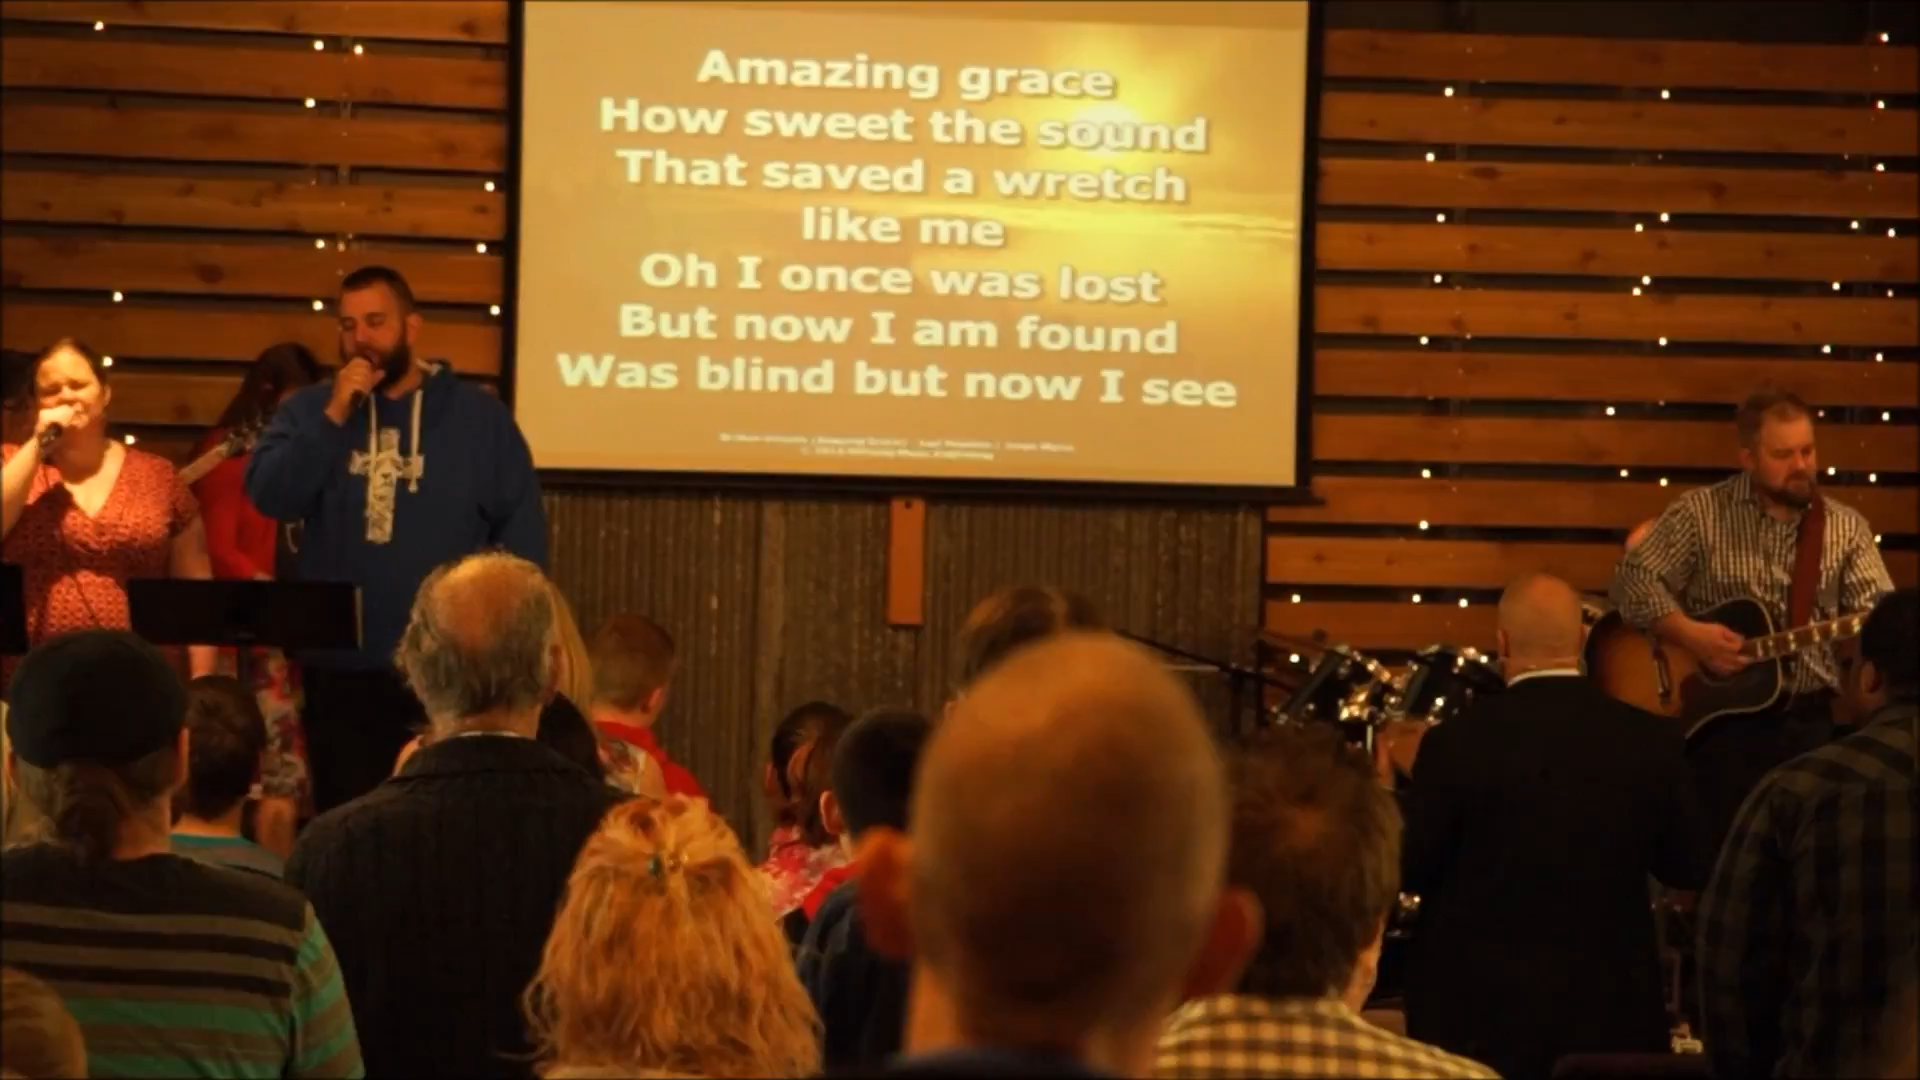 Amazing grace
How sweet the sound
That saved a wretch
like me
Oh I once was lost
But now I am found
Was blind but now I see